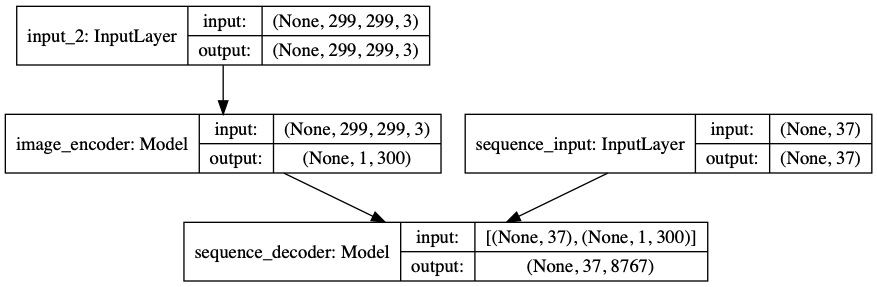 input_2: InputLayer
input: (None, 299, 299, 3)
output: (None, 299, 299, 3)
image_encoder: Model
input: (None, 299, 299, 3)
output: (None, 1, 300)
sequence_input: InputLayer
input: (None, 37)
output: (None, 37)
sequence_decoder: Model
input: [(None, 37), (None, 1, 300)]
output: (None, 37, 8767)